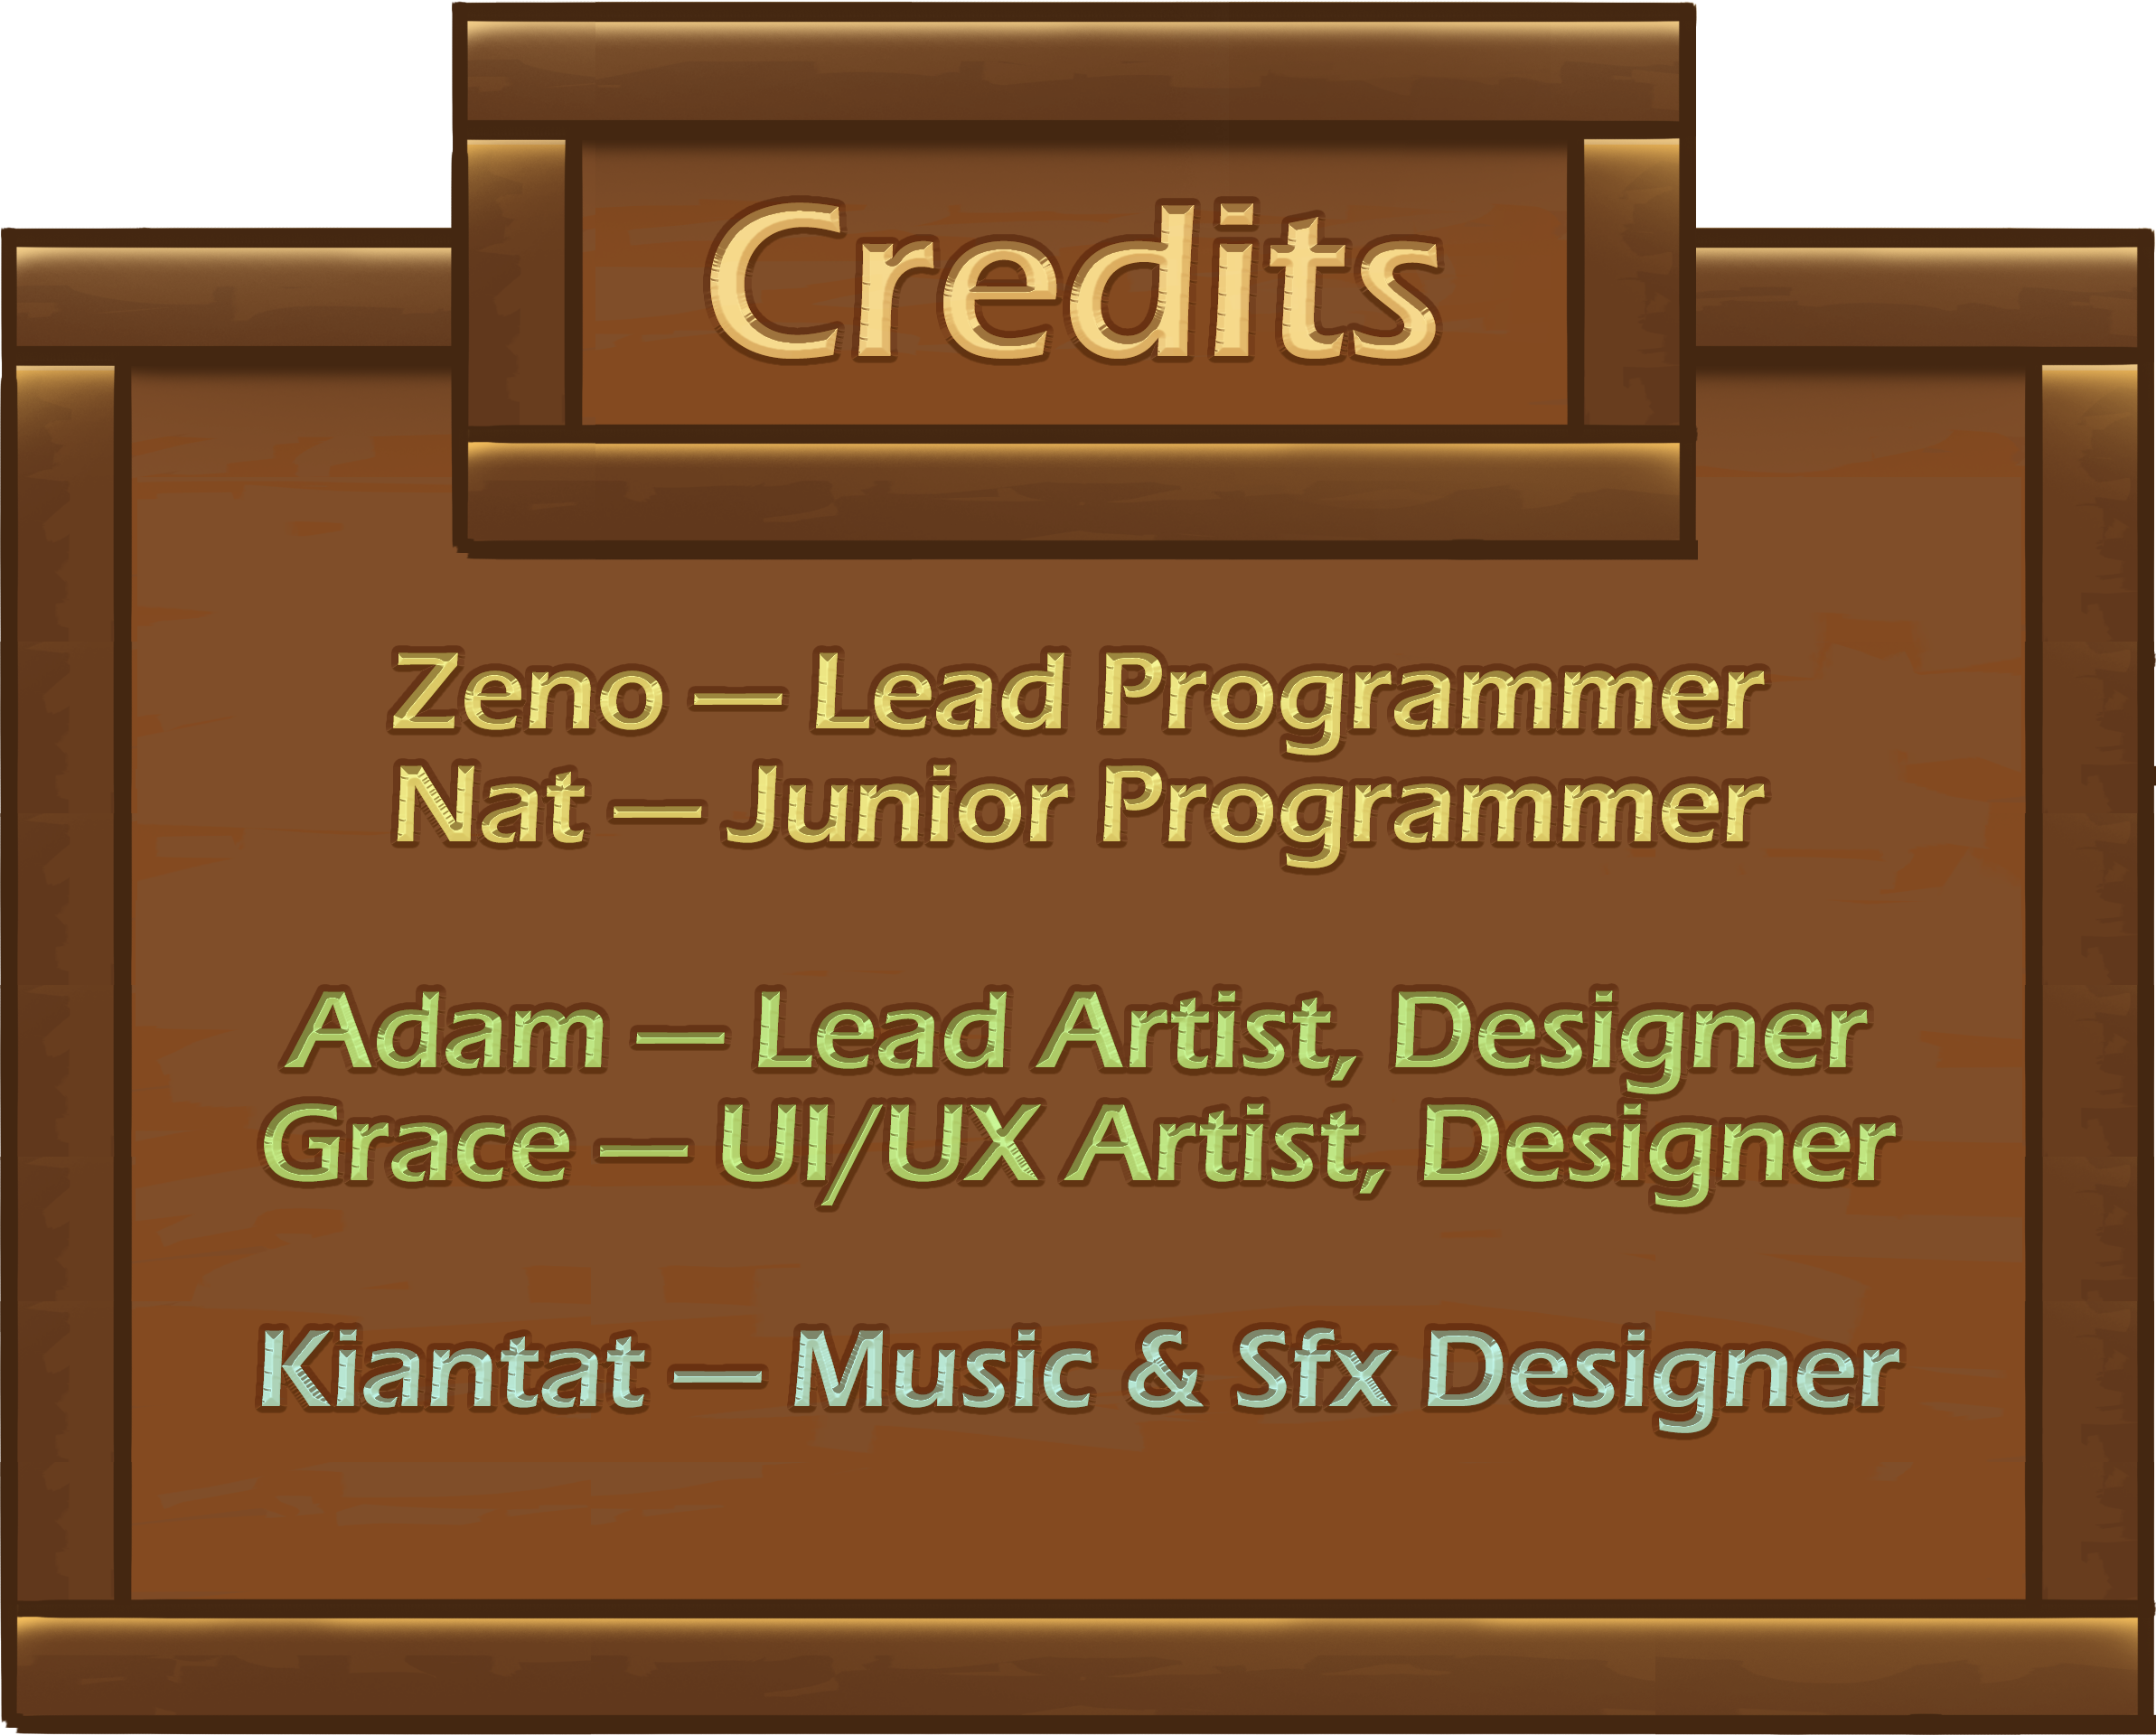 Credits
Zeno – Lead Programmer
Nat – Junior Programmer
Adam – Lead Artist, Designer
Grace – UI/UX Artist, Designer
Kiantat – Music & Sfx Designer